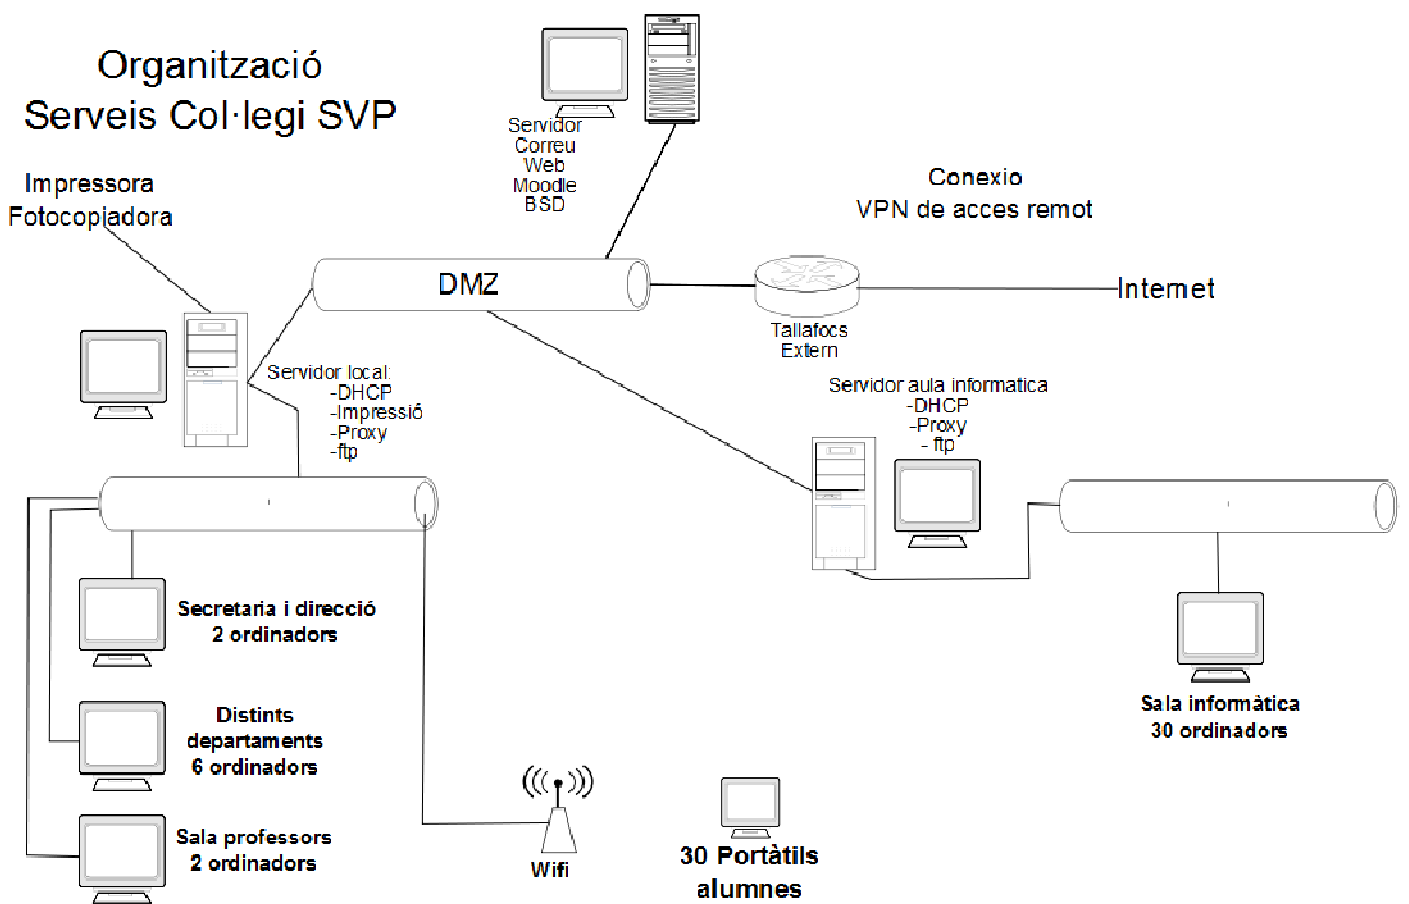 Organització
Serveis Col·legi SVP
Impressora
Fotocopiadora
Servidor
Correu
Web
Moodle
BSD
Conexio
VPN de acces remot
DMZ
Internet
Tallafocs
Extern
Servidor local:
-DHCP
-Impressió
-Proxy
-ftp
Servidor aula informatica
-DHCP
-Proxy
- ftp
Secretaria i direcció
2 ordinadors
Distints
departaments
6 ordinadors
Sala professors
2 ordinadors
Wifi
30 Portàtils
alumnes
Sala informàtica
30 ordinadors